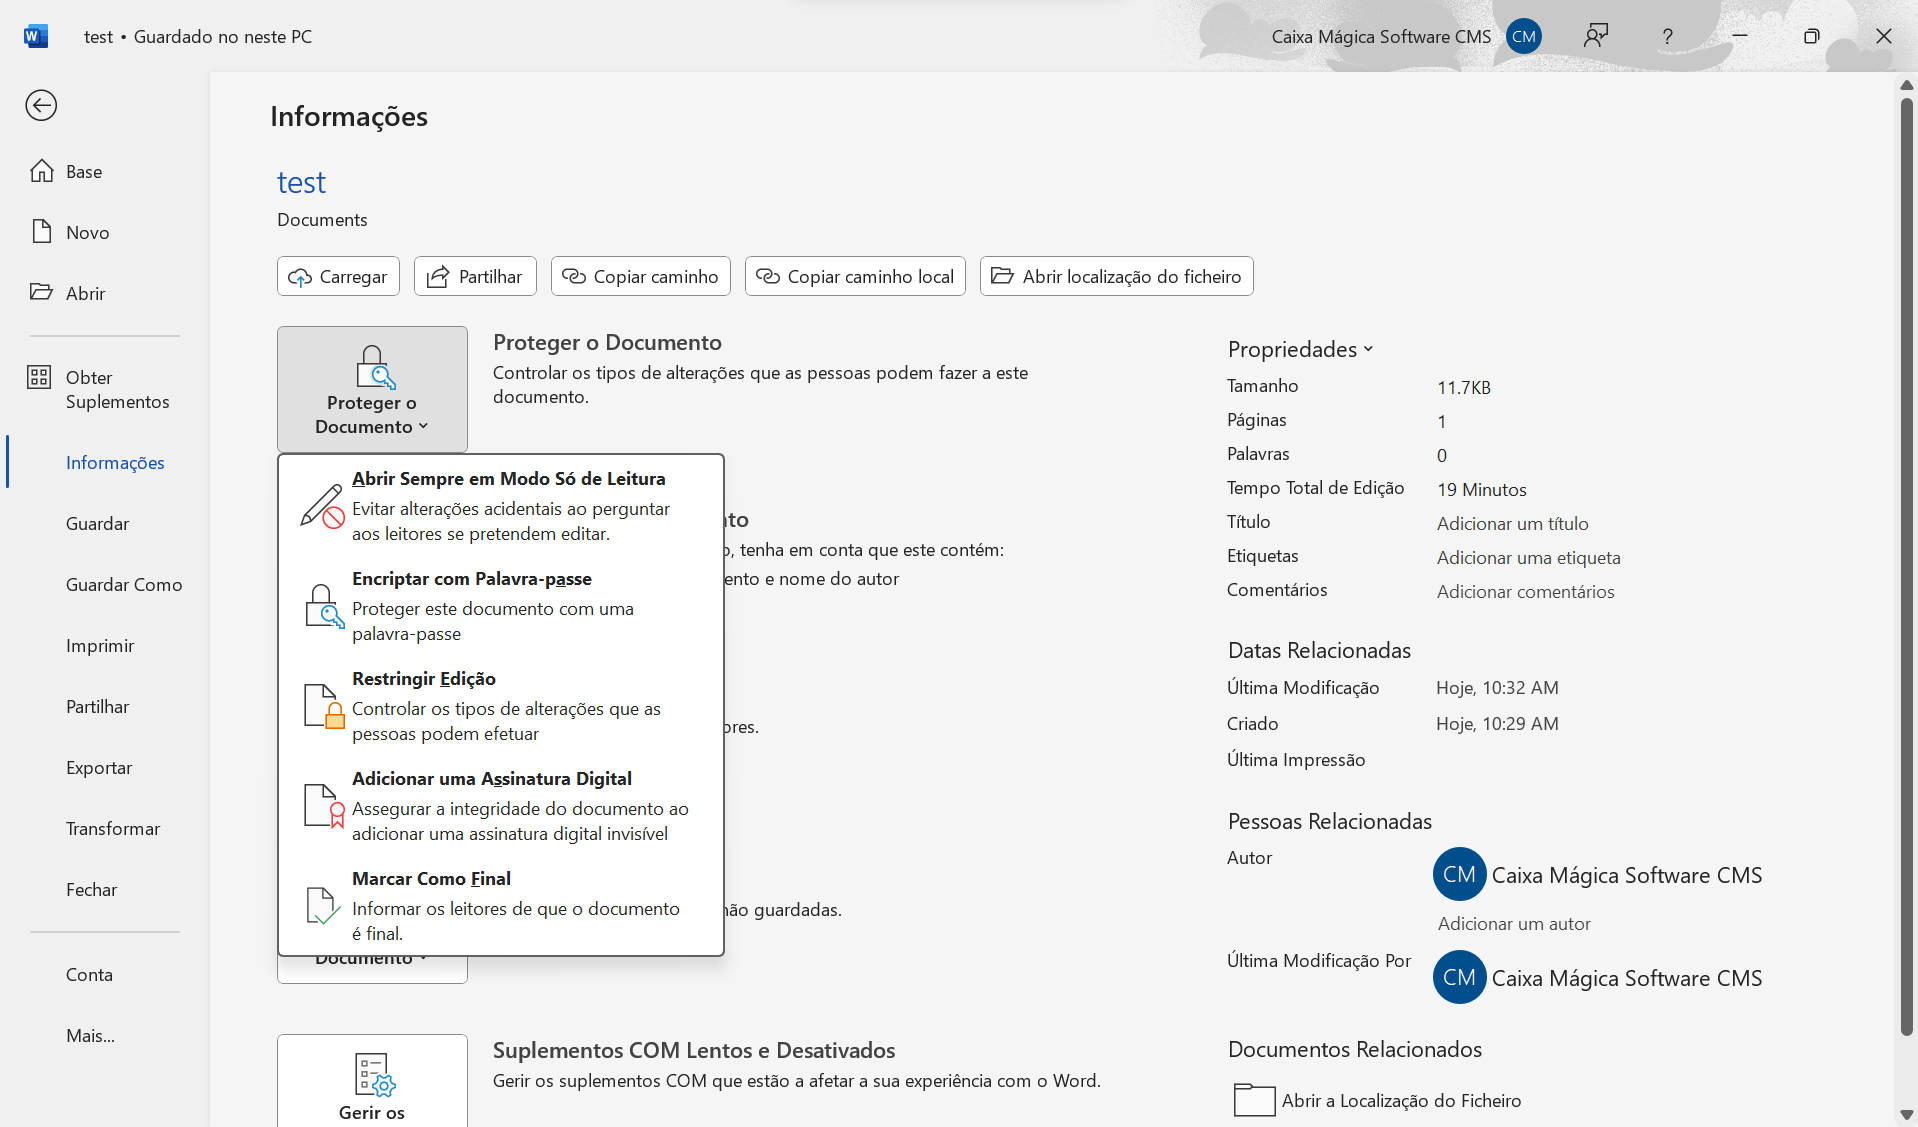 test • Guardado no neste PC
Caixa Mágica Software CMS
CM
?
Informações
Base
Novo
Abrir
Obter
Suplementos
Informações
Guardar
Guardar Como
Imprimir
Partilhar
Exportar
Transformar
Fechar
Conta
Mais...
test
Documents
Carregar
Partilhar
Copiar caminho
Copiar caminho local
Abrir localização do ficheiro
Proteger o
Documento
Proteger o Documento
Controlar os tipos de alterações que as pessoas podem fazer a este
documento.
Abrir Sempre em Modo Só de Leitura
Evitar alterações acidentais ao perguntar
aos leitores se pretendem editar.
Encriptar com Palavra-passe
Proteger este documento com uma
palavra-passe
Restringir Edição
Controlar os tipos de alterações que as
pessoas podem efetuar
Adicionar uma Assinatura Digital
Assegurar a integridade do documento ao
adicionar uma assinatura digital invisível
Marcar Como Final
Informar os leitores de que o documento
é final.
nto
o, tenha em conta que este contém:
ento e nome do autor
ores.
não guardadas.
Documento
Gerir os
Suplementos COM Lentos e Desativados
Gerir os suplementos COM que estão a afetar a sua experiência com o Word.
Propriedades
Tamanho 11.7KB
Páginas 1
Palavras 0
Tempo Total de Edição 19 Minutos
Título Adicionar um título
Etiquetas Adicionar uma etiqueta
Comentários Adicionar comentários
Datas Relacionadas
Última Modificação Hoje, 10:32 AM
Criado Hoje, 10:29 AM
Última Impressão
Pessoas Relacionadas
Autor
CM Caixa Mágica Software CMS
Adicionar um autor
Última Modificação Por
CM Caixa Mágica Software CMS
Documentos Relacionados
Abrir a Localização do Ficheiro